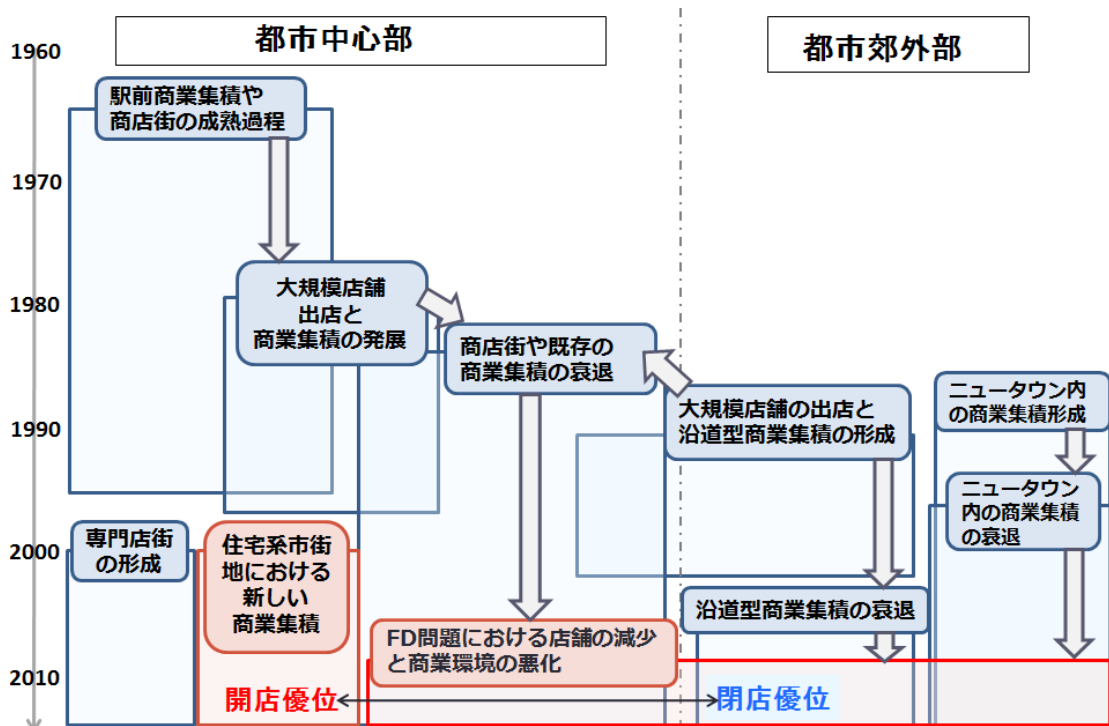 都市中心部
都市郊外部
1960
1970
1980
1990
2000
2010
駅前商業集積や
商店街の成熟過程
大規模店舗
出店と
商業集積の発展
商店街や既存の
商業集積の衰退
大規模店舗の出店と
沿道型商業集積の形成
ニュータウン内
の商業集積形成
ニュータウン
内の商業集積
の衰退
専門店街
の形成
住宅系市街
地における
新しい
商業集積
沿道型商業集積の衰退
FD問題における店舗の減少
と商業環境の悪化
開店優位
閉店優位